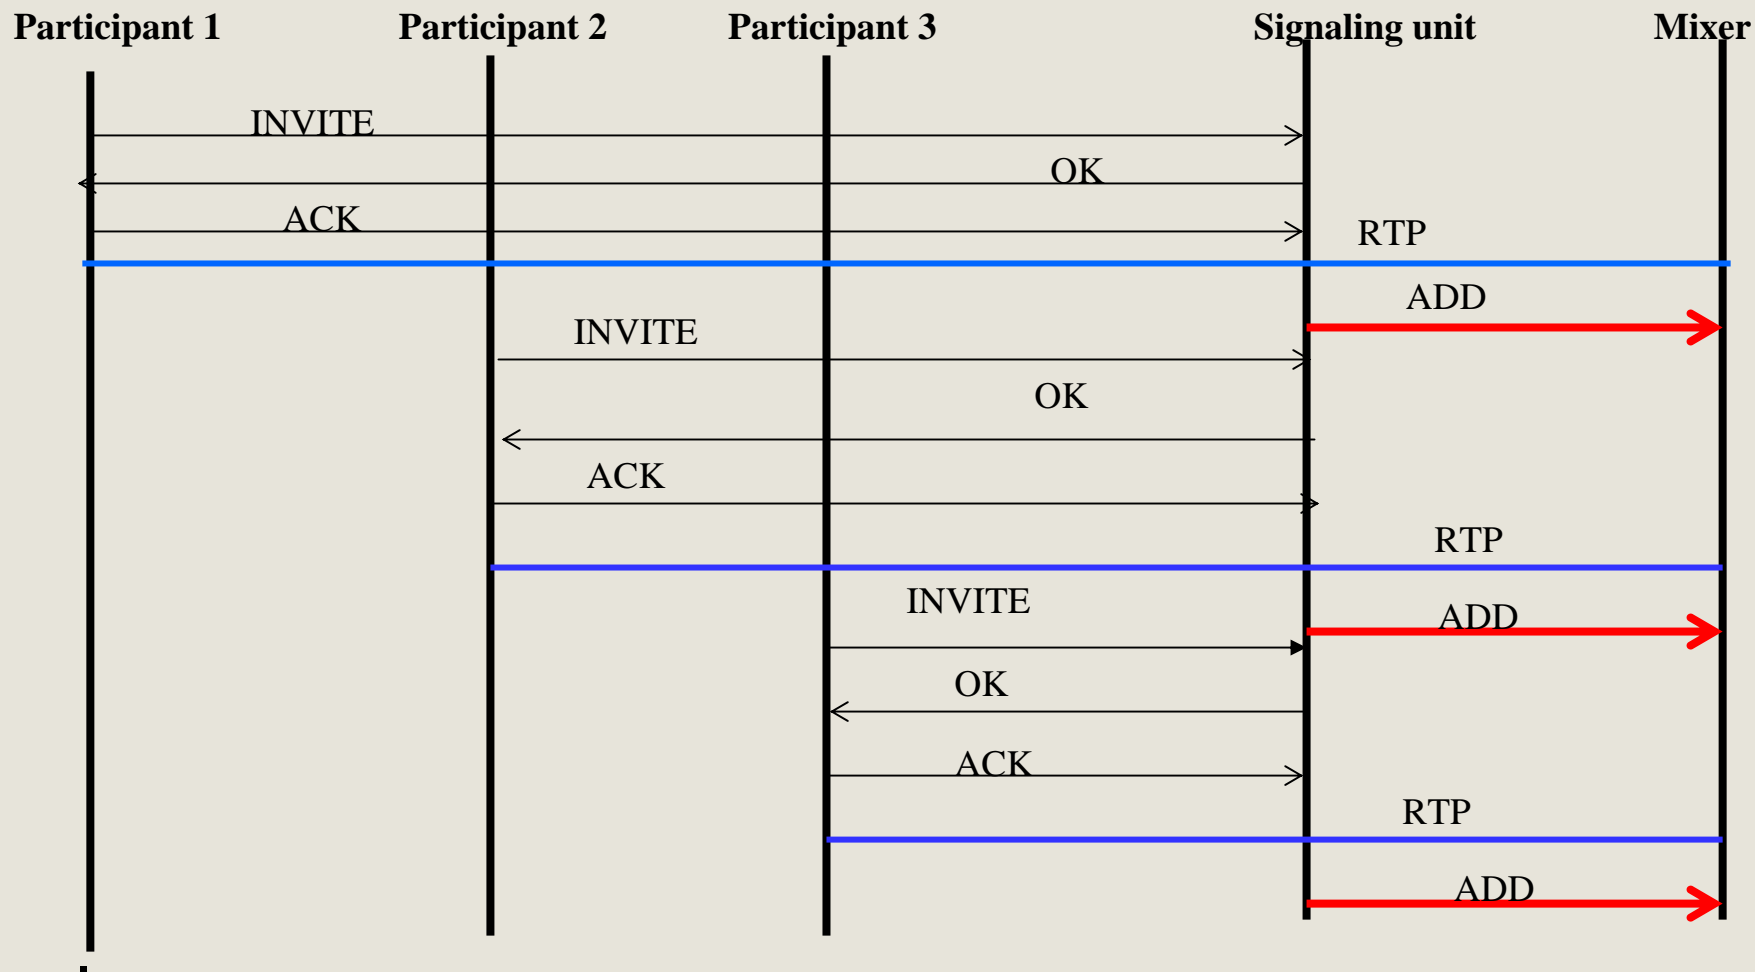 Participant 1
Participant 2
Participant 3
Signaling unit
Mixer
INVITE
OK
ACK
RTP
ADD
INVITE
OK
ACK
RTP
INVITE
ADD
OK
ACK
RTP
ADD